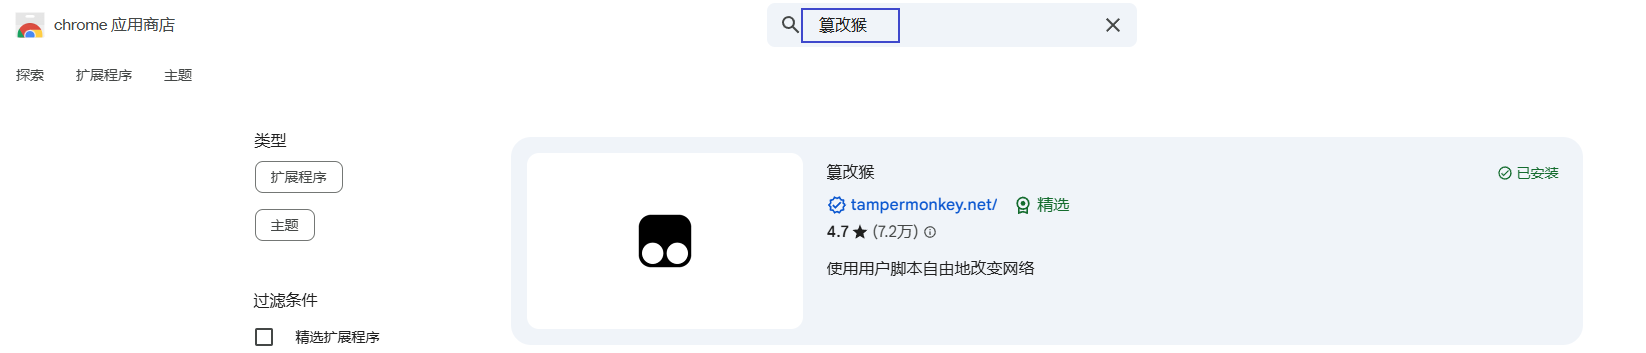 chrome 应用商店
篡改猴
探索 扩展程序 主题
类型
扩展程序
主题
过滤条件
精选扩展程序
篡改猴
已安装
tampermonkey.net/ 精选
4.7 ★ (7.2万)
使用用户脚本自由地改变网络